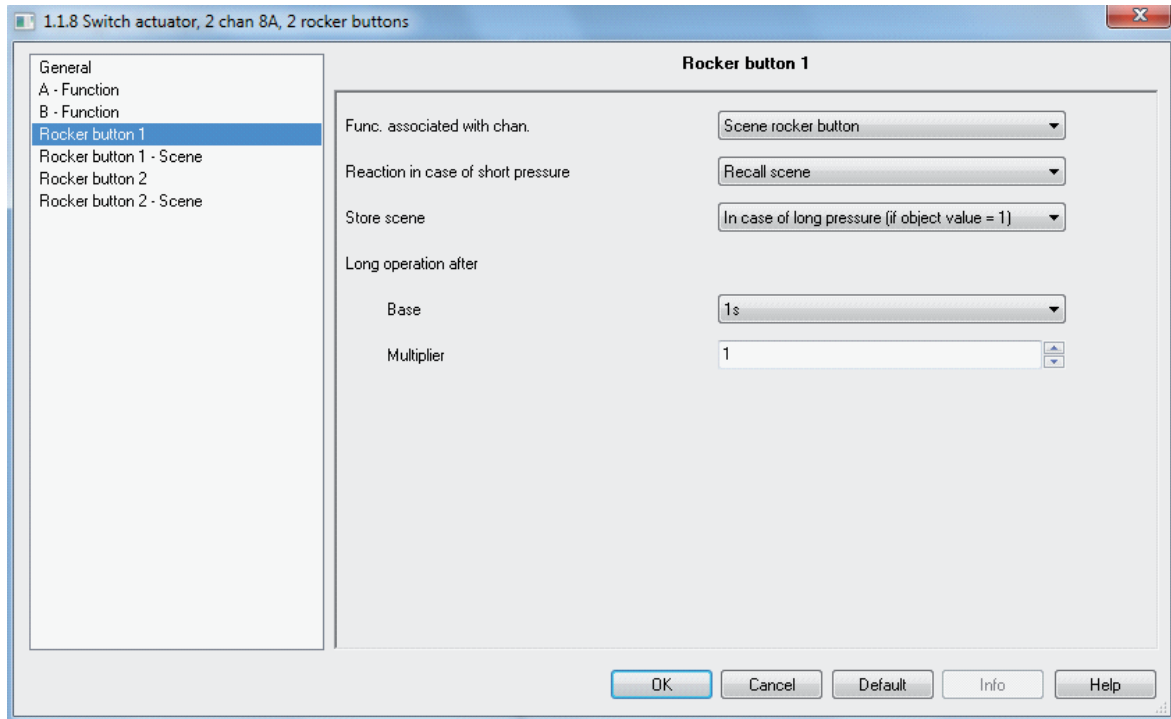 1.1.8 Switch actuator, 2 chan 8A, 2 rocker buttons
General
A - Function
B - Function
Rocker button 1
Rocker button 1 - Scene
Rocker button 2
Rocker button 2 - Scene
Rocker button 1
Func. associated with chan. Scene rocker button
Reaction in case of short pressure Recall scene
Store scene In case of long pressure (if object value = 1)
Long operation after
Base 1s
Multiplier 1
OK Cancel Default Info Help